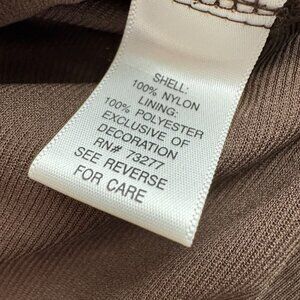 SHELL:
100% NYLON
LINING:
100% POLYESTER
EXCLUSIVE OF
DECORATION
RN# 73277
SEE REVERSE
FOR CARE